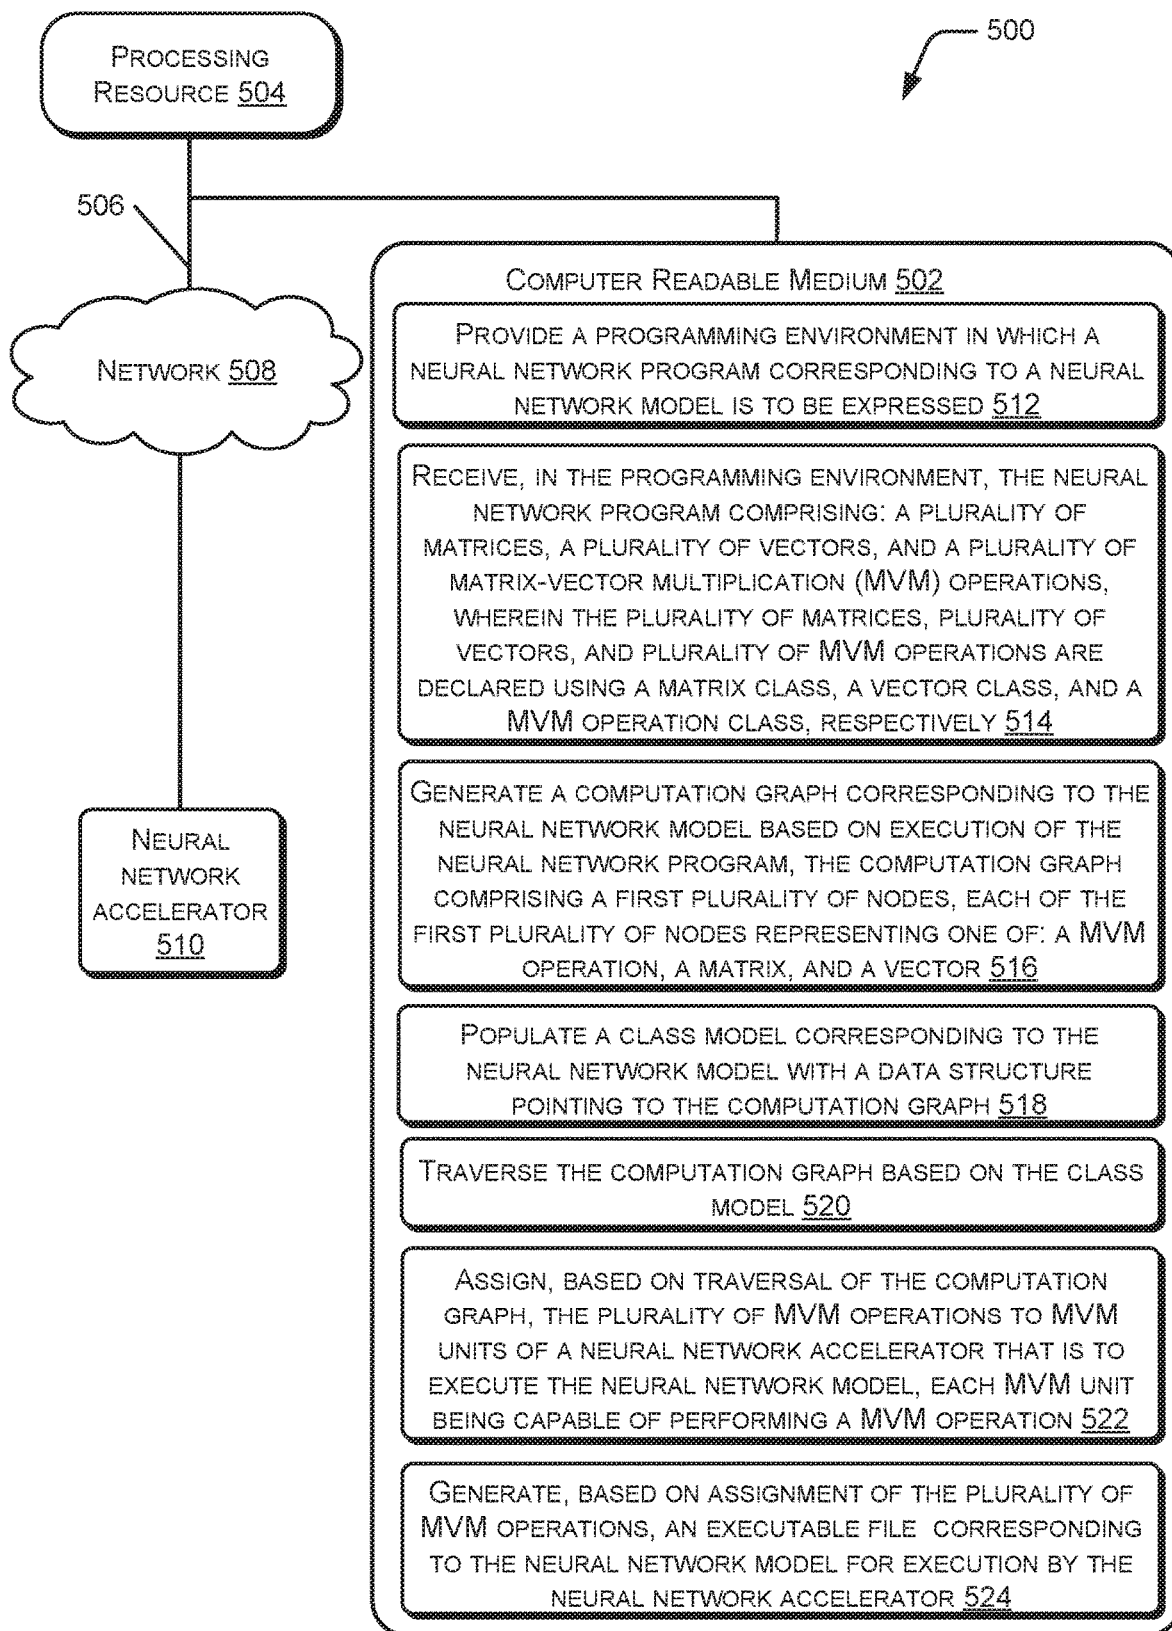 500
PROCESSING
RESOURCE 504
506
NETWORK 508
NEURAL
NETWORK
ACCELERATOR
510
COMPUTER READABLE MEDIUM 502
PROVIDE A PROGRAMMING ENVIRONMENT IN WHICH A
NEURAL NETWORK PROGRAM CORRESPONDING TO A NEURAL
NETWORK MODEL IS TO BE EXPRESSED 512
RECEIVE, IN THE PROGRAMMING ENVIRONMENT, THE NEURAL
NETWORK PROGRAM COMPRISING: A PLURALITY OF
MATRICES, A PLURALITY OF VECTORS, AND A PLURALITY OF
MATRIX-VECTOR MULTIPLICATION (MVM) OPERATIONS,
WHEREIN THE PLURALITY OF MATRICES, PLURALITY OF
VECTORS, AND PLURALITY OF MVM OPERATIONS ARE
DECLARED USING A MATRIX CLASS, A VECTOR CLASS, AND A
MVM OPERATION CLASS, RESPECTIVELY 514
GENERATE A COMPUTATION GRAPH CORRESPONDING TO THE
NEURAL NETWORK MODEL BASED ON EXECUTION OF THE
NEURAL NETWORK PROGRAM, THE COMPUTATION GRAPH
COMPRISING A FIRST PLURALITY OF NODES, EACH OF THE
FIRST PLURALITY OF NODES REPRESENTING ONE OF: A MVM
OPERATION, A MATRIX, AND A VECTOR 516
POPULATE A CLASS MODEL CORRESPONDING TO THE
NEURAL NETWORK MODEL WITH A DATA STRUCTURE
POINTING TO THE COMPUTATION GRAPH 518
TRAVERSE THE COMPUTATION GRAPH BASED ON THE CLASS
MODEL 520
ASSIGN, BASED ON TRAVERSAL OF THE COMPUTATION
GRAPH, THE PLURALITY OF MVM OPERATIONS TO MVM
UNITS OF A NEURAL NETWORK ACCELERATOR THAT IS TO
EXECUTE THE NEURAL NETWORK MODEL, EACH MVM UNIT
BEING CAPABLE OF PERFORMING A MVM OPERATION 522
GENERATE, BASED ON ASSIGNMENT OF THE PLURALITY OF
MVM OPERATIONS, AN EXECUTABLE FILE CORRESPONDING
TO THE NEURAL NETWORK MODEL FOR EXECUTION BY THE
NEURAL NETWORK ACCELERATOR 524